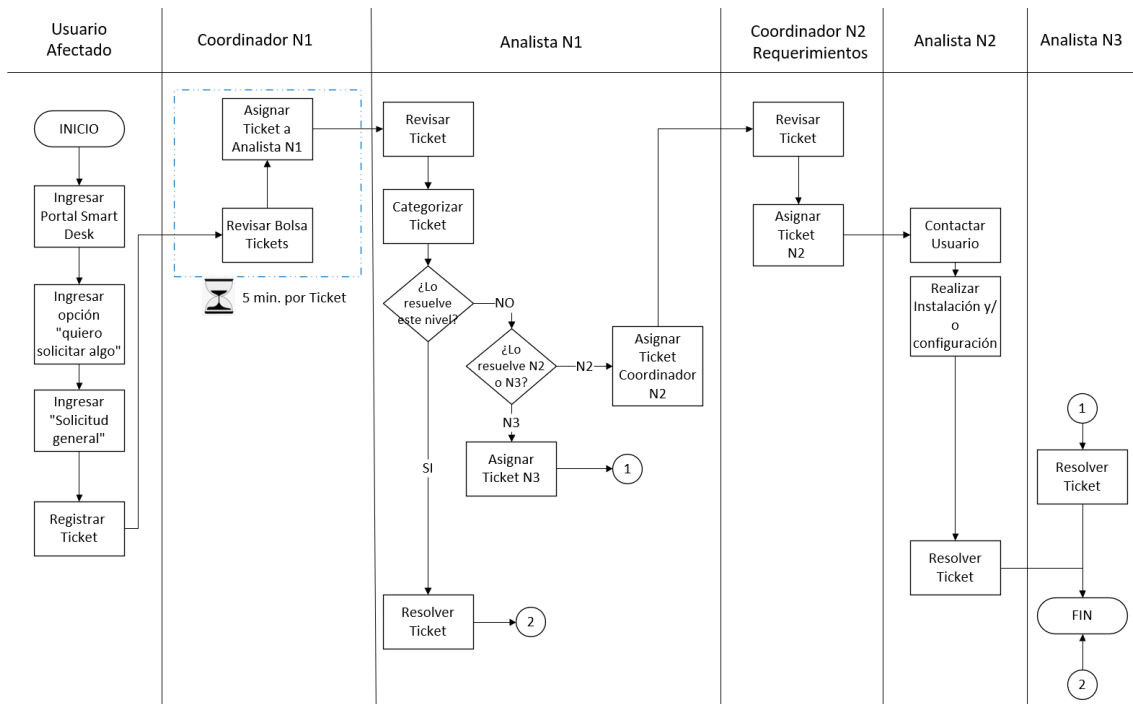 Usuario
Afectado
Coordinador N1
Analista N1
Coordinador N2
Requerimientos
Analista N2
Analista N3
INICIO
Ingresar
Portal Smart
Desk
Ingresar
opción
"quiero
solicitar algo"
Ingresar
"Solicitud
general"
Registrar
Ticket
Asignar
Ticket a
Analista N1
Revisar Bolsa
Tickets
5 min. por Ticket
Revisar
Ticket
Categorizar
Ticket
¿Lo
resuelve
este nivel?
NO
SI
¿Lo
resuelve N2
o N3?
N2
N3
Asignar
Ticket
Coordinador
N2
Asignar
Ticket N3
1
Resolver
Ticket
2
Revisar
Ticket
Asignar
Ticket
N2
Contactar
Usuario
Realizar
Instalación y/
o
configuración
Resolver
Ticket
1
Resolver
Ticket
FIN
2